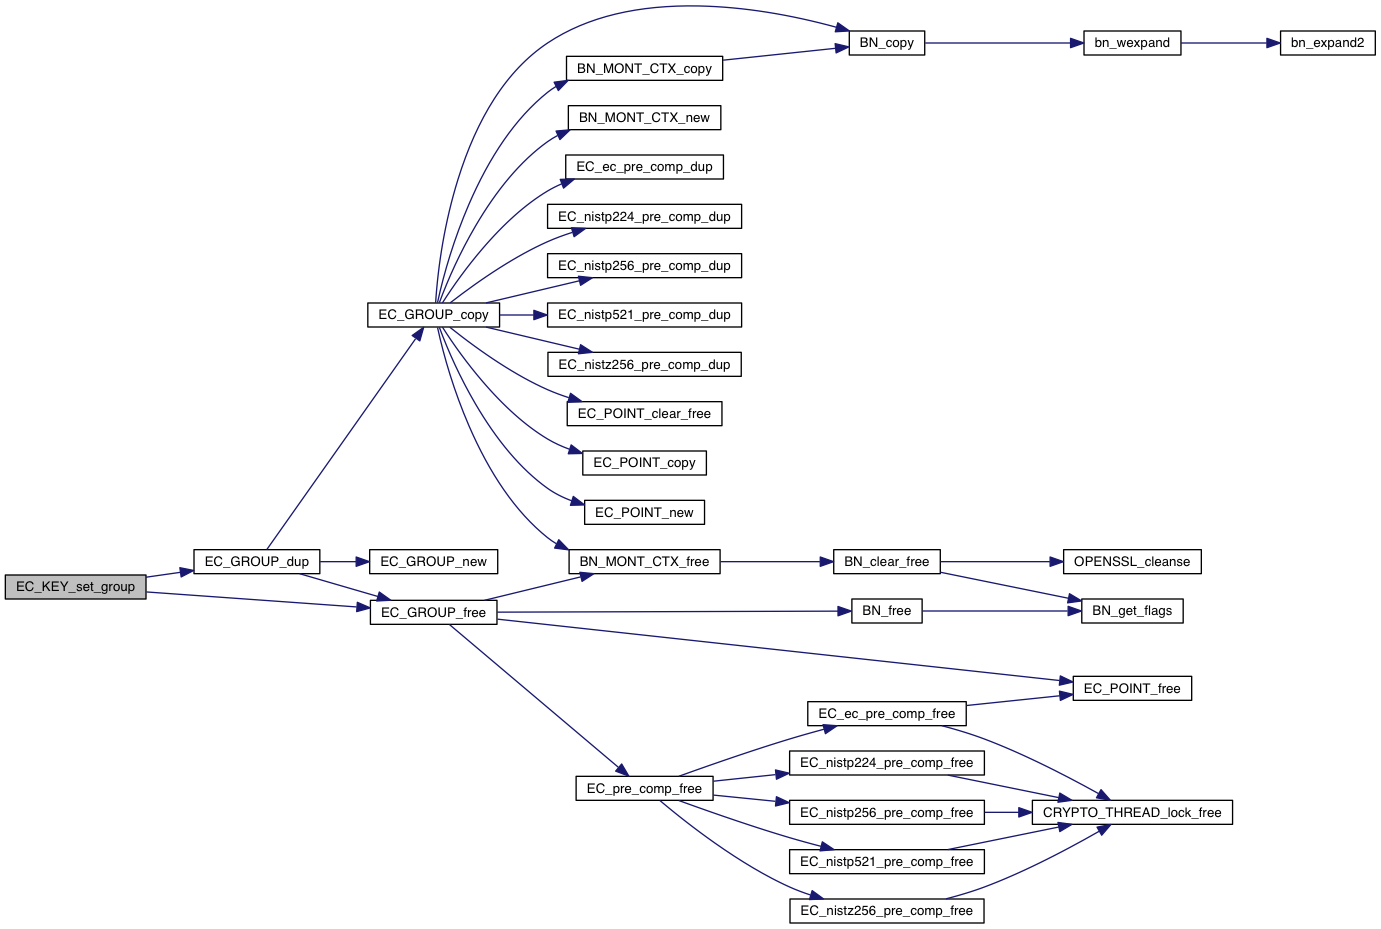 BN_copy
bn_wexpand
bn_expand2
BN_MONT_CTX_copy
BN_MONT_CTX_new
EC_ec_pre_comp_dup
EC_nistp224_pre_comp_dup
EC_nistp256_pre_comp_dup
EC_GROUP_copy
EC_nistp521_pre_comp_dup
EC_nistz256_pre_comp_dup
EC_POINT_clear_free
EC_POINT_copy
EC_POINT_new
EC_GROUP_dup
EC_GROUP_new
BN_MONT_CTX_free
BN_clear_free
OPENSSL_cleanse
EC_KEY_set_group
EC_GROUP_free
BN_free
BN_get_flags
EC_POINT_free
EC_ec_pre_comp_free
EC_nistp224_pre_comp_free
EC_pre_comp_free
EC_nistp256_pre_comp_free
CRYPTO_THREAD_lock_free
EC_nistp521_pre_comp_free
EC_nistz256_pre_comp_free